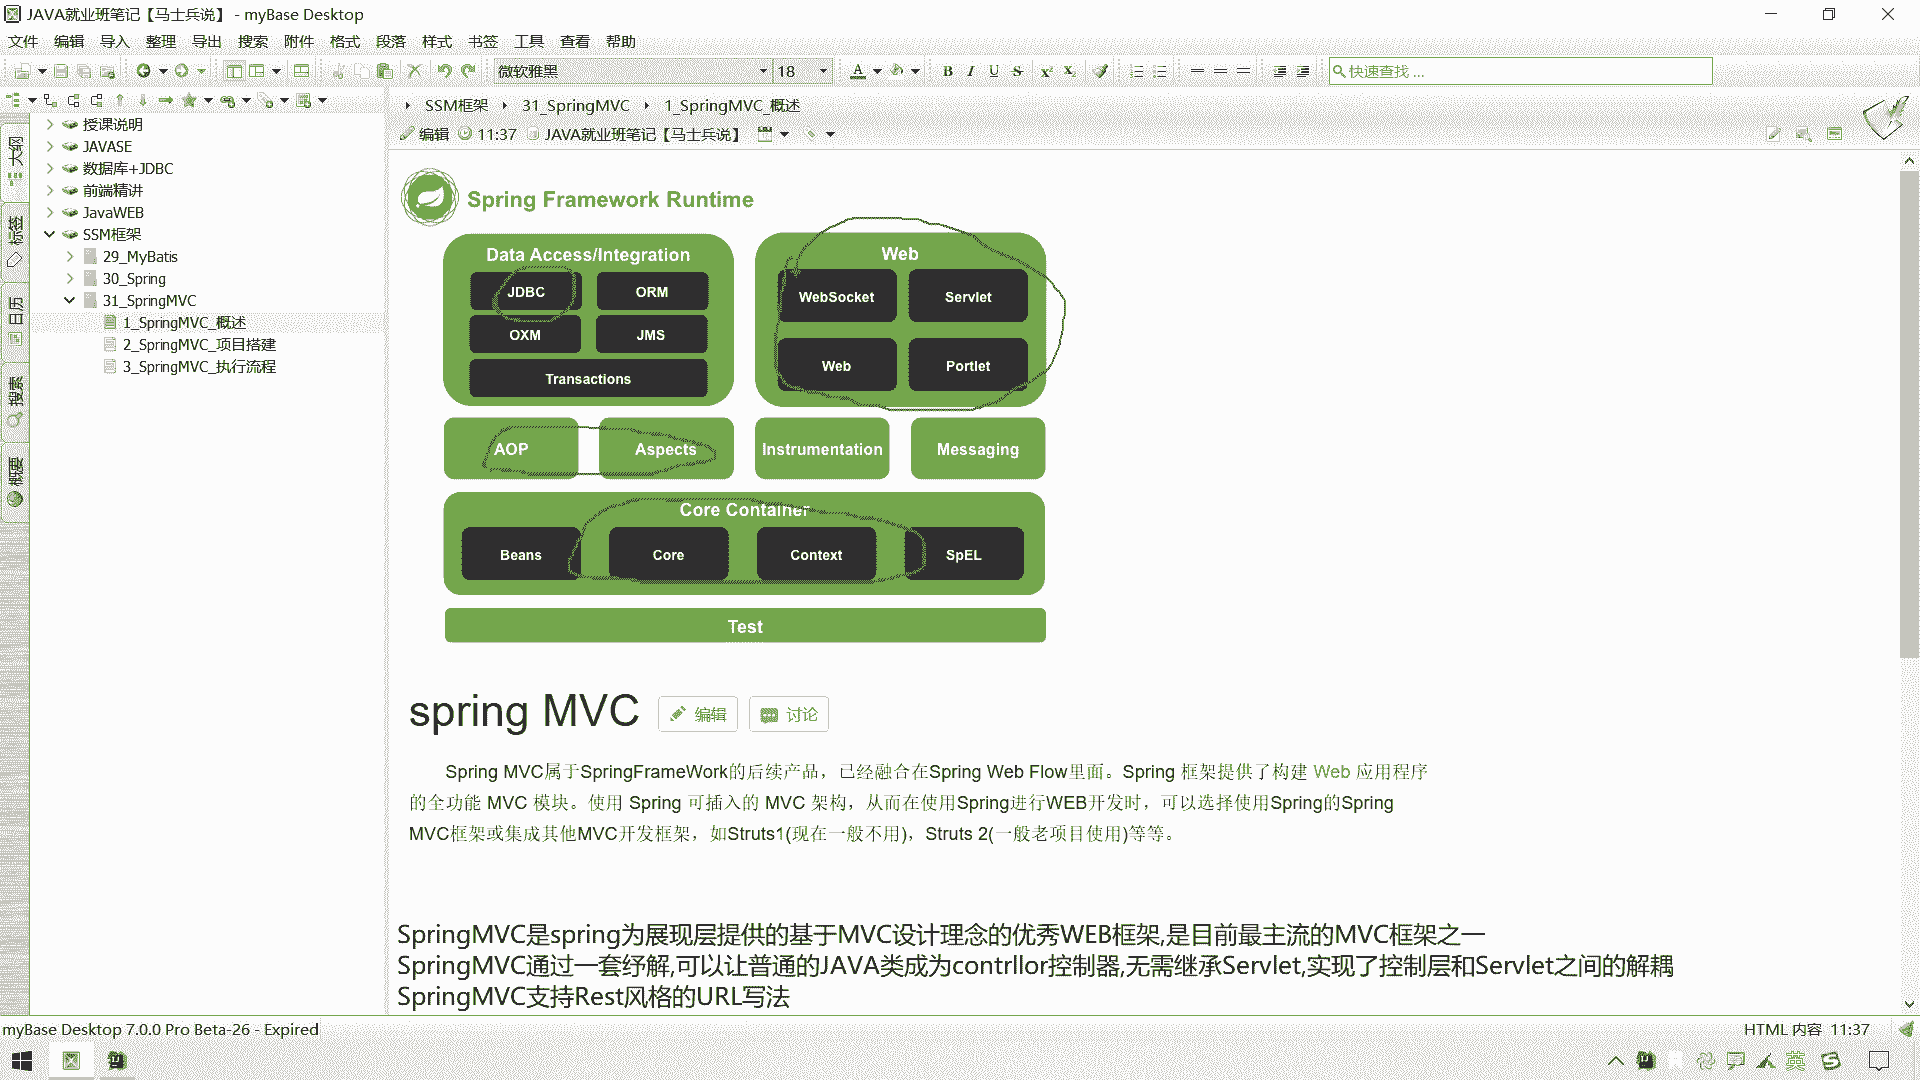 JAVA就业班笔记【马士兵说】 - myBase Desktop
文件 编辑 导入 整理 导出 搜索 附件 格式 段落 样式 书签 工具 查看 帮助
微软雅黑 18 A B I U S x² X₂ 快速查找 ...
SSM框架 31_SpringMVC 1_SpringMVC_概述
编辑 11:37 JAVA就业班笔记【马士兵说】
大纲
标签
日历
搜索
概要
授课说明
JAVASE
数据库+JDBC
前端精讲
JavaWEB
SSM框架
29_MyBatis
30_Spring
31_SpringMVC
1_SpringMVC_概述
2_SpringMVC_项目搭建
3_SpringMVC_执行流程
Spring Framework Runtime
Data Access/Integration
JDBC ORM
OXM JMS
Transactions
Web
WebSocket Servlet
Web Portlet
AOP Aspects Instrumentation Messaging
Core Container
Beans Core Context SpEL
Test
spring MVC 编辑 讨论
Spring MVC属于SpringFrameWork的后续产品，已经融合在Spring Web Flow里面。Spring 框架提供了构建 Web 应用程序
的全功能 MVC 模块。使用 Spring 可插入的 MVC 架构，从而在使用Spring进行WEB开发时，可以选择使用Spring的Spring
MVC框架或集成其他MVC开发框架，如Struts1(现在一般不用)，Struts 2(一般老项目使用)等等。
SpringMVC是spring为展现层提供的基于MVC设计理念的优秀WEB框架,是目前最主流的MVC框架之一
SpringMVC通过一套纾解,可以让普通的JAVA类成为contrllor控制器,无需继承Servlet,实现了控制层和Servlet之间的解耦
SpringMVC支持Rest风格的URL写法
myBase Desktop 7.0.0 Pro Beta-26 - Expired
HTML 内容 11:37
英